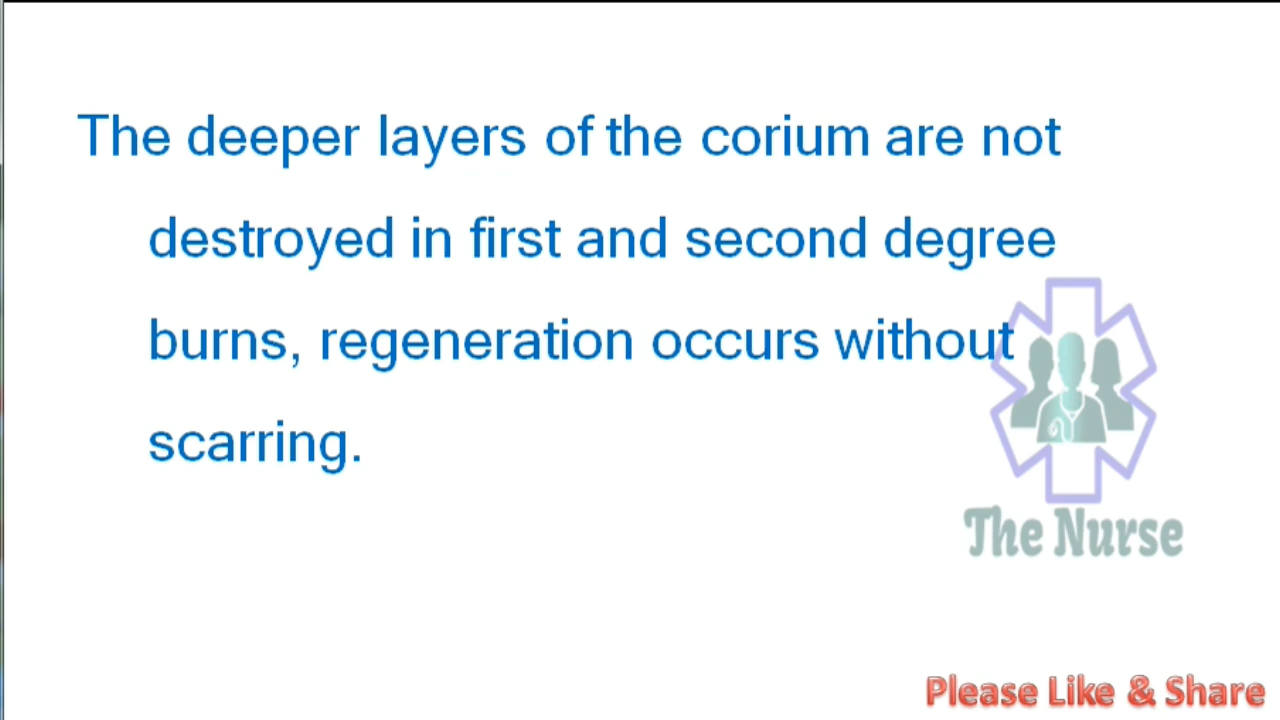 The deeper layers of the corium are not
destroyed in first and second degree
burns, regeneration occurs without
scarring.
The Nurse
Please Like & Share